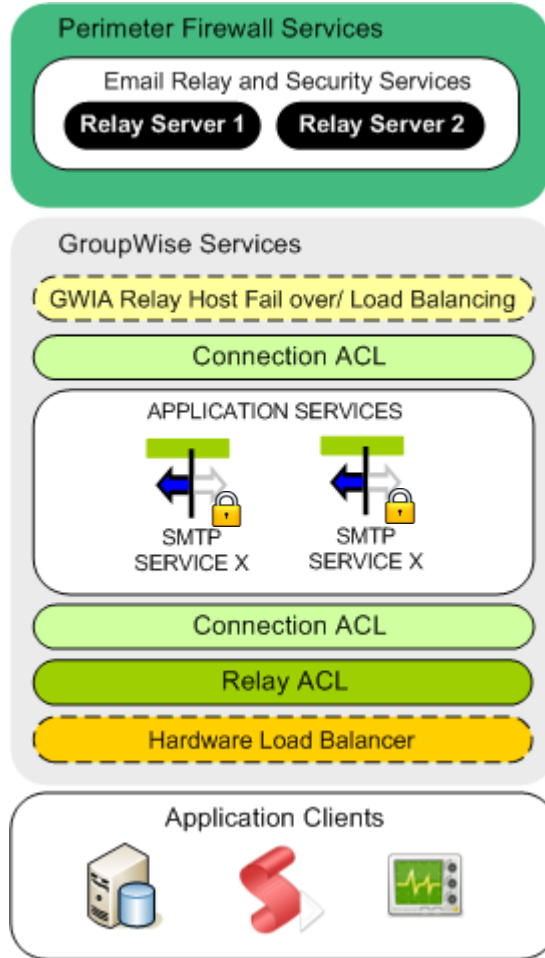 Perimeter Firewall Services
Email Relay and Security Services
Relay Server 1
Relay Server 2
GroupWise Services
GWIA Relay Host Fail over/ Load Balancing
Connection ACL
APPLICATION SERVICES
SMTP
SERVICE X
SMTP
SERVICE X
Connection ACL
Relay ACL
Hardware Load Balancer
Application Clients